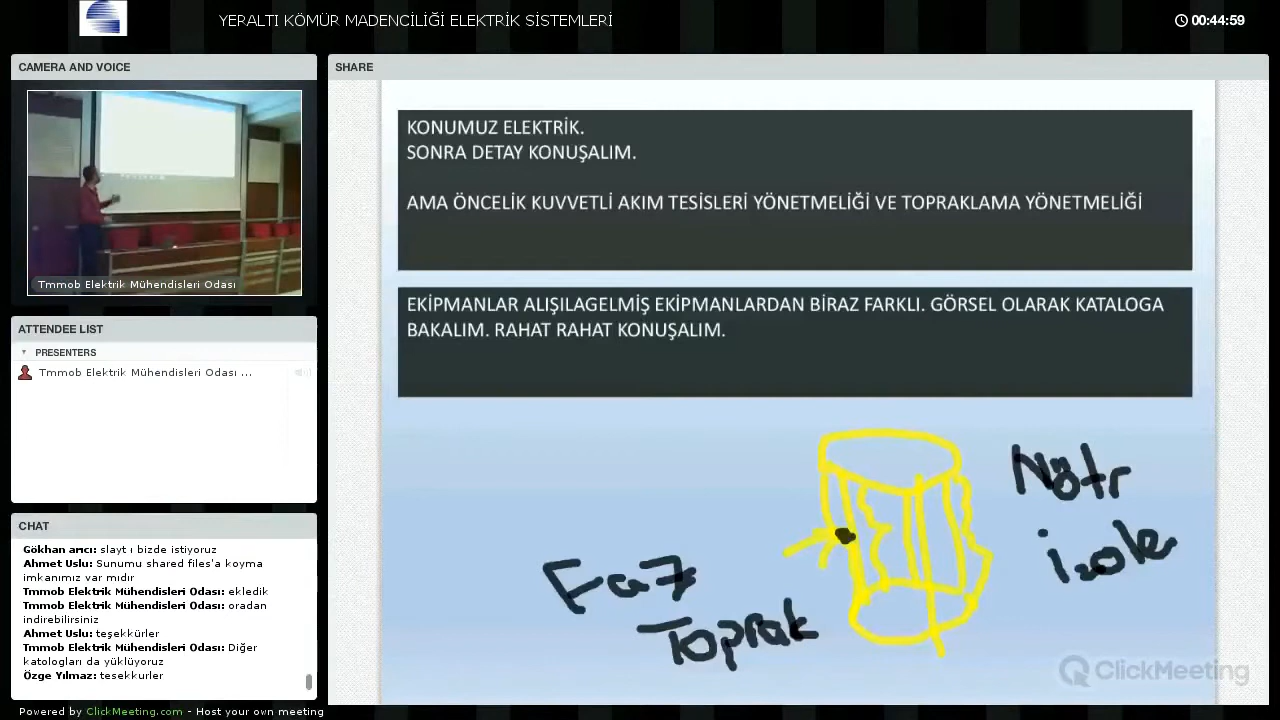 YERALTI KÖMÜR MADENCİLİĞİ ELEKTRİK SİSTEMLERİ
00:44:59
CAMERA AND VOICE
Tmmob Elektrik Mühendisleri Odası
ATTENDEE LIST
PRESENTERS
Tmmob Elektrik Mühendisleri Odası ...
CHAT
Gökhan arıcı: slayt ı bizde istiyoruz
Ahmet Uslu: Sunumu shared files'a koyma
imkanımız var mıdır
Tmmob Elektrik Mühendisleri Odası: ekledik
Tmmob Elektrik Mühendisleri Odası: oradan
indirebilirsiniz
Ahmet Uslu: teşekkürler
Tmmob Elektrik Mühendisleri Odası: Diğer
katologları da yüklüyoruz
Özge Yılmaz: tesekkurler
Powered by ClickMeeting.com - Host your own meeting
SHARE
KONUMUZ ELEKTRİK.
SONRA DETAY KONUŞALIM.
AMA ÖNCELİK KUVVETLİ AKIM TESİSLERİ YÖNETMELİĞİ VE TOPRAKLAMA YÖNETMELİĞİ
EKİPMANLAR ALIŞILAGELMİŞ EKİPMANLARDAN BİRAZ FARKLI. GÖRSEL OLARAK KATALOGA
BAKALIM. RAHAT RAHAT KONUŞALIM.
Faz
Toprak
Nötr
izole
ClickMeeting